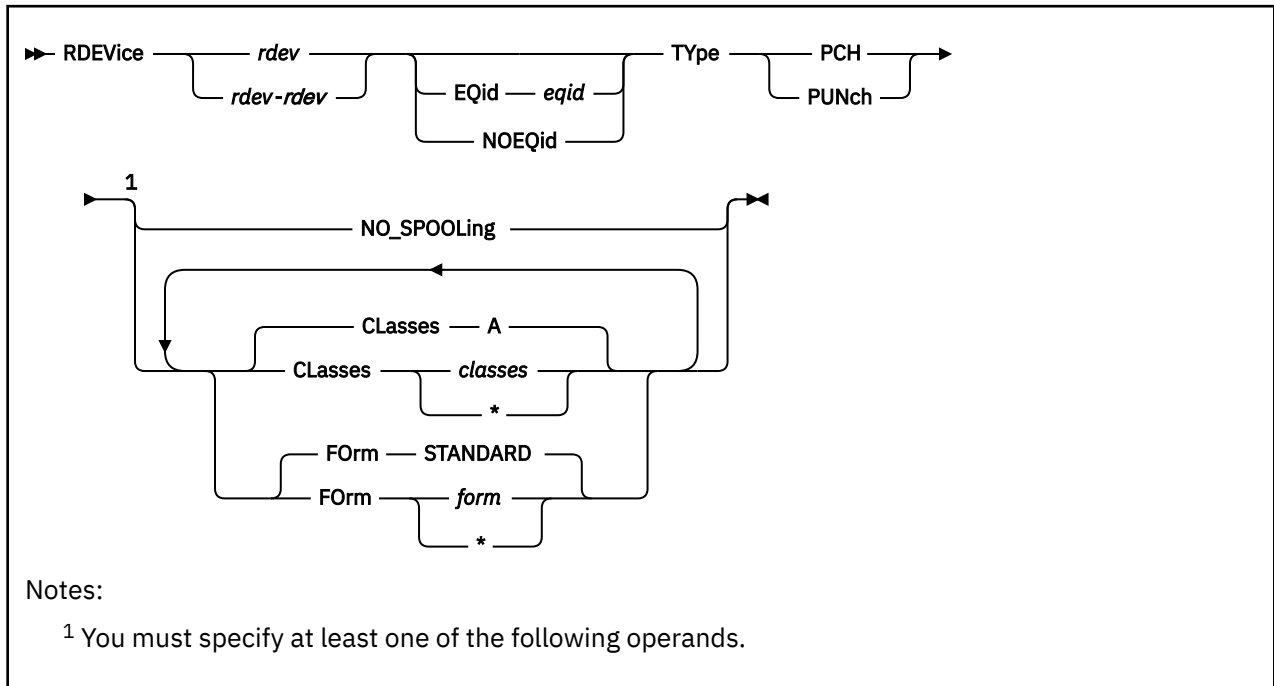 RDEVice rdev TYpe PCH
rdev-rdev EQid eqid PUNch
NOEQid
1
NO_SPOOLing
CLasses A
CLasses classes
*
FOrm STANDARD
FOrm form
*
Notes:
1 You must specify at least one of the following operands.